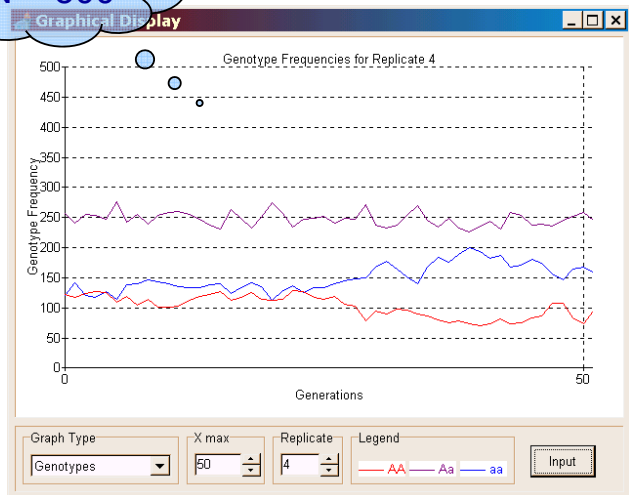 Graphical Display
Genotype Frequencies for Replicate 4
Genotype Frequency
500
450
400
350
300
250
200
150
100
50
0
0
50
Generations
Graph Type
Genotypes
X max
50
Replicate
4
Legend
AA
Aa
aa
Input